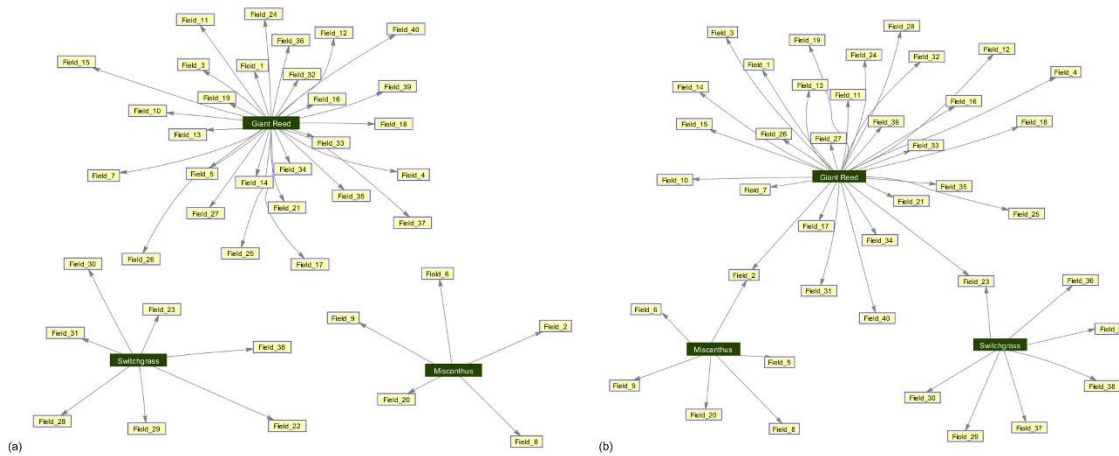 Field_24
Field_11
Field_40
Field_12
Field_36
Field_15
Field_3
Field_1
Field_32
Field_39
Field_19
Field_16
Field_10
Giant Reed
Field_18
Field_13
Field_33
Field_34
Field_7
Field_5
Field_4
Field_14
Field_35
Field_21
Field_27
Field_37
Field_25
Field_26
Field_17
Field_30
Field_6
Field_23
Field_9
Field_2
Field_31
Field_38
Switchgrass
Miscanthus
Field_20
Field_28
Field_29
Field_22
Field_8
(a)
Field_28
Field_3
Field_19
Field_12
Field_24
Field_32
Field_1
Field_4
Field_14
Field_13
Field_11
Field_16
Field_15
Field_39
Field_18
Field_26
Field_27
Field_33
Giant Reed
Field_10
Field_7
Field_35
Field_21
Field_25
Field_17
Field_34
Field_2
Field_23
Field_36
Field_31
Field_6
Field_40
Miscanthus
Switchgrass
Field_5
Field_9
Field_38
Field_30
Field_20
Field_8
Field_37
Field_29
(b)